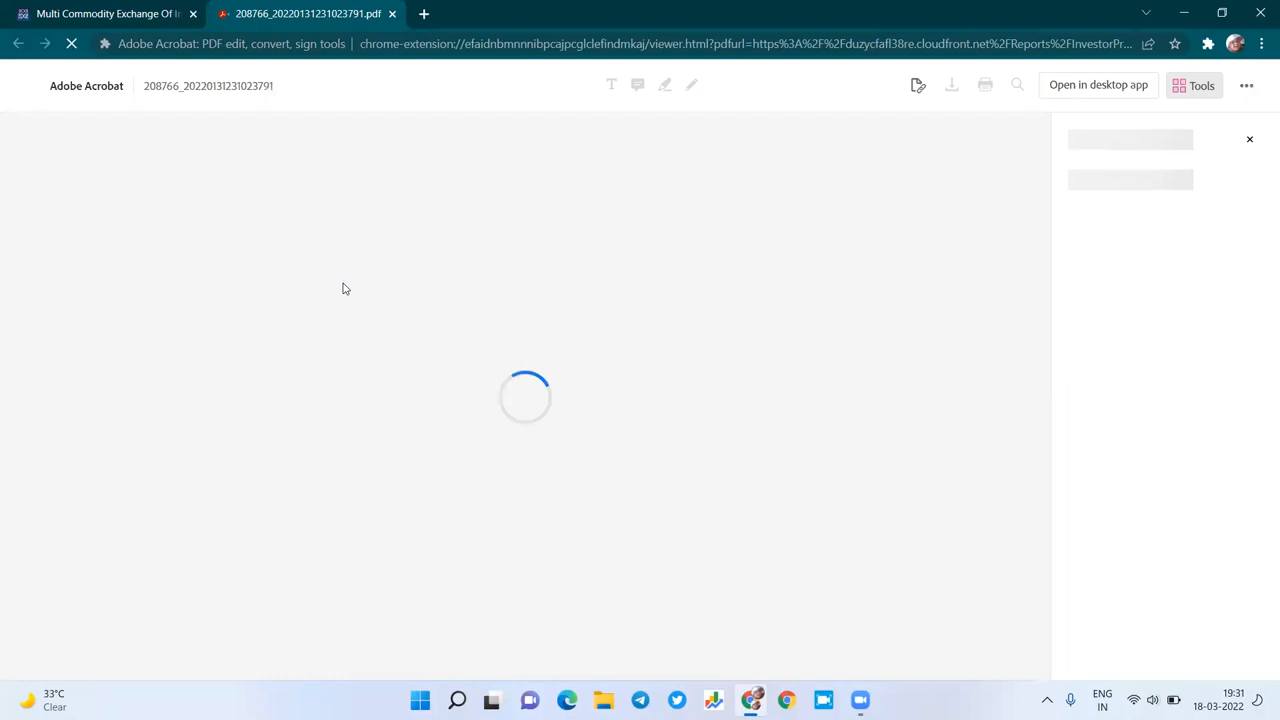 Multi Commodity Exchange Of In
208766_20220131231023791.pdf
Adobe Acrobat: PDF edit, convert, sign tools
chrome-extension://efaidnbmnnnibpcajpcglclefindmkaj/viewer.html?pdfurl=https%3A%2F%2Fduzycfafl38re.cloudfront.net%2FReports%2FInvestorPr...
Adobe Acrobat
208766_20220131231023791
Open in desktop app
Tools
33°C
Clear
ENG
IN
19:31
18-03-2022